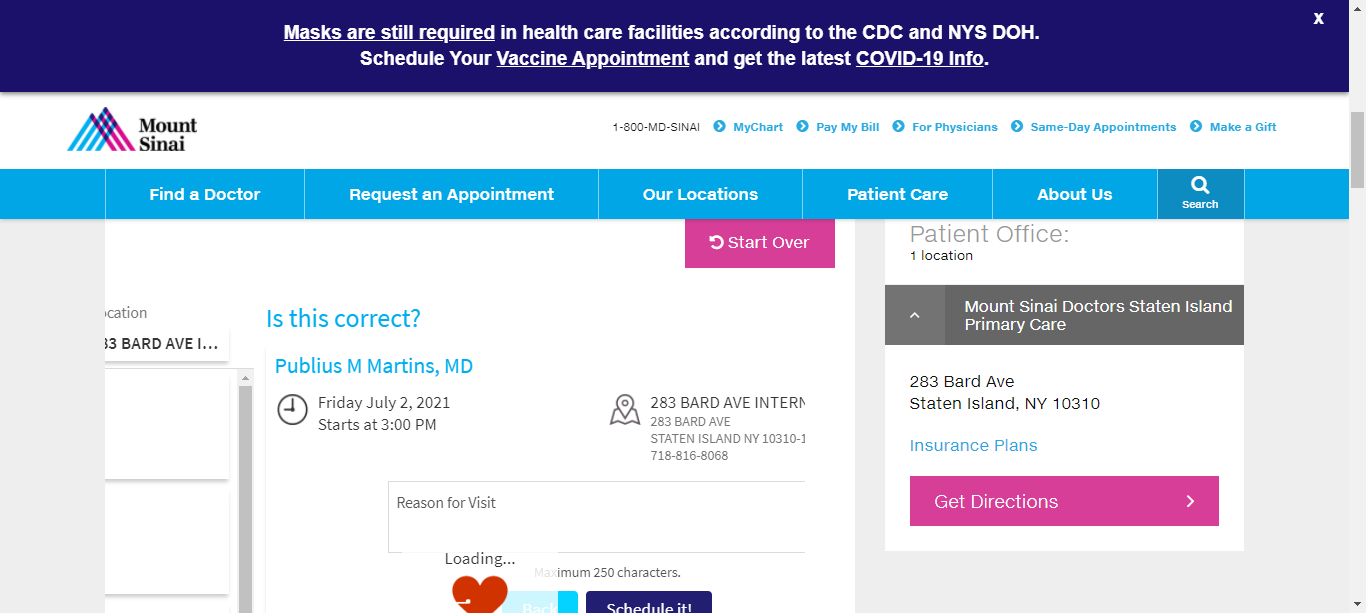 Masks are still required in health care facilities according to the CDC and NYS DOH.
X
Schedule Your Vaccine Appointment and get the latest COVID-19 Info.
Mount
Sinai
1-800-MD-SINAI MyChart Pay My Bill For Physicians Same-Day Appointments Make a Gift
Find a Doctor Request an Appointment Our Locations Patient Care About Us Search
Start Over
ocation
83 BARD AVE I...
Is this correct?
Publius M Martins, MD
Friday July 2, 2021
Starts at 3:00 PM
283 BARD AVE INTERN
283 BARD AVE
STATEN ISLAND NY 10310-1
718-816-8068
Reason for Visit
Loading...
Maximum 250 characters.
Back Schedule it!
Patient Office:
1 location
Mount Sinai Doctors Staten Island
Primary Care
283 Bard Ave
Staten Island, NY 10310
Insurance Plans
Get Directions